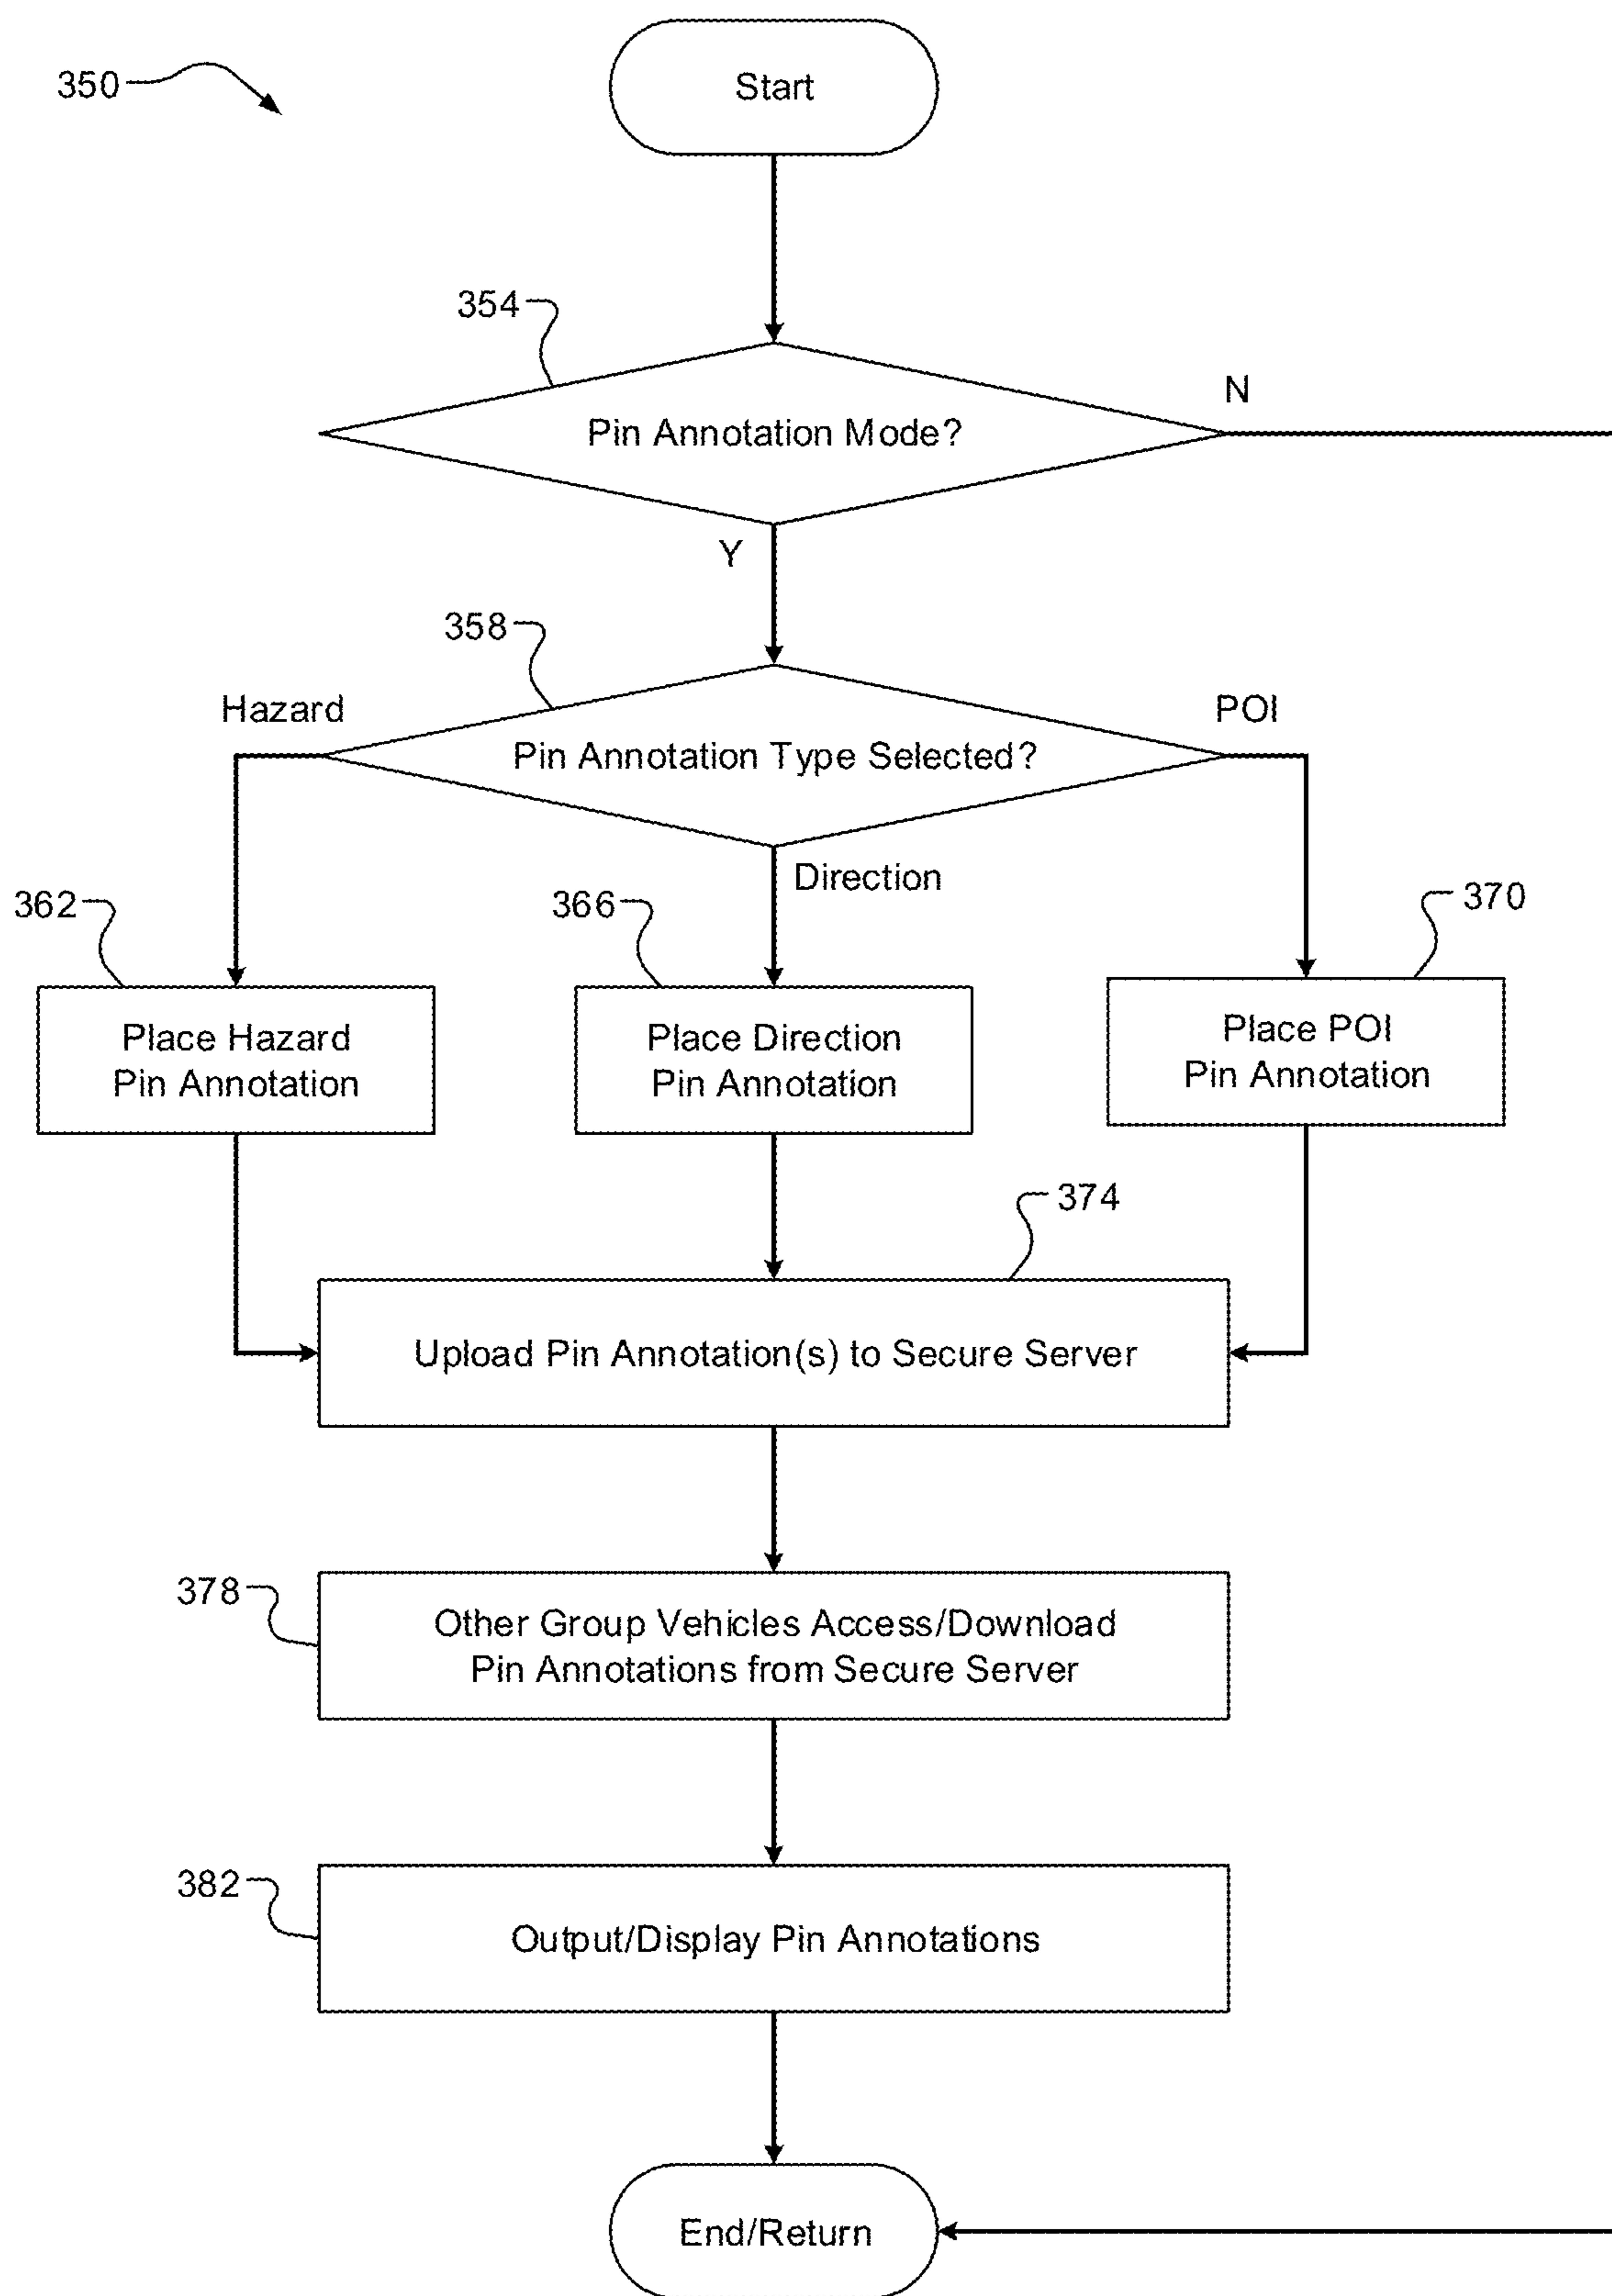 350
Start
354
N
Pin Annotation Mode?
Y
358
Hazard
POI
Pin Annotation Type Selected?
Direction
362
366
370
Place Hazard
Pin Annotation
Place Direction
Pin Annotation
Place POI
Pin Annotation
374
Upload Pin Annotation(s) to Secure Server
378
Other Group Vehicles Access/Download
Pin Annotations from Secure Server
382
Output/Display Pin Annotations
End/Return